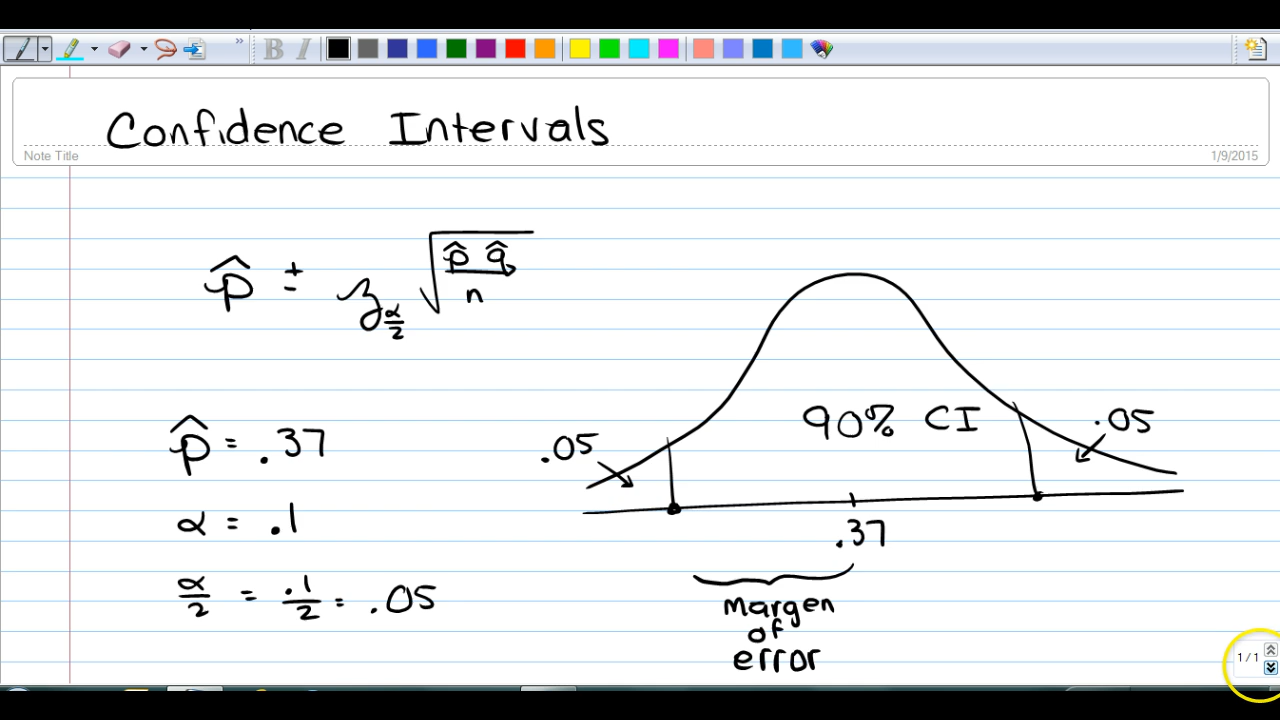 B I
Confidence Intervals
Note Title
1/9/2015
p̂ ± z α/2 √(p̂ q̂ / n)
p̂ = .37
α = .1
α/2 = .1/2 = .05
.05
90% CI
.05
.37
margen
of
error
1/1